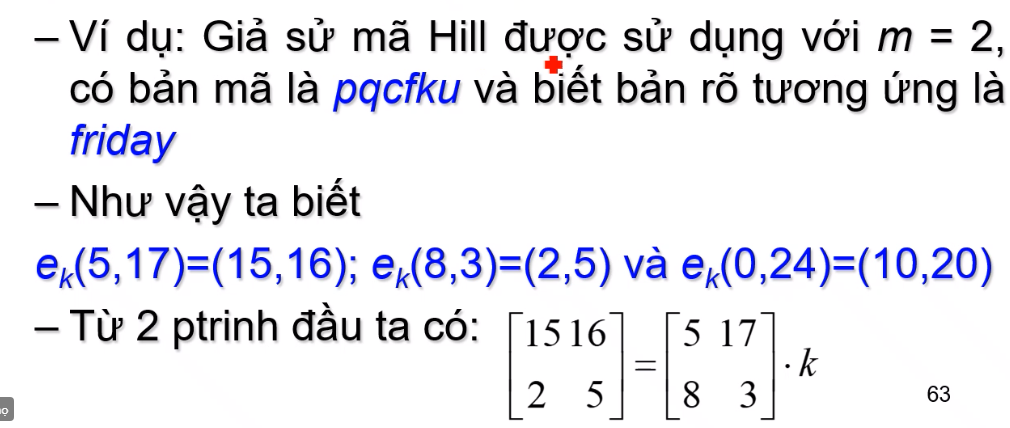 – Ví dụ: Giả sử mã Hill được sử dụng với m = 2,
có bản mã là pqcfku và biết bản rõ tương ứng là
friday
– Như vậy ta biết
eₖ(5,17)=(15,16); eₖ(8,3)=(2,5) và eₖ(0,24)=(10,20)
– Từ 2 ptrinh đầu ta có:
[15 16] = [5 17] · k
[2 5] [8 3]
63